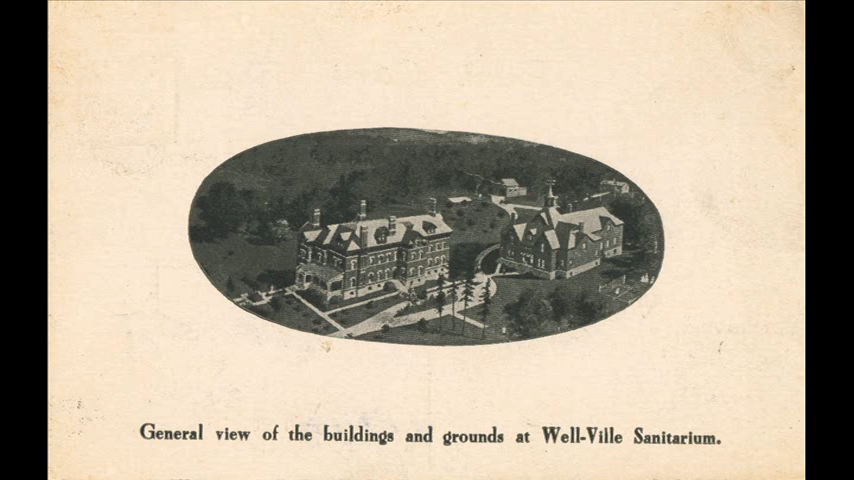 General view of the buildings and grounds at Well-Ville Sanitarium.